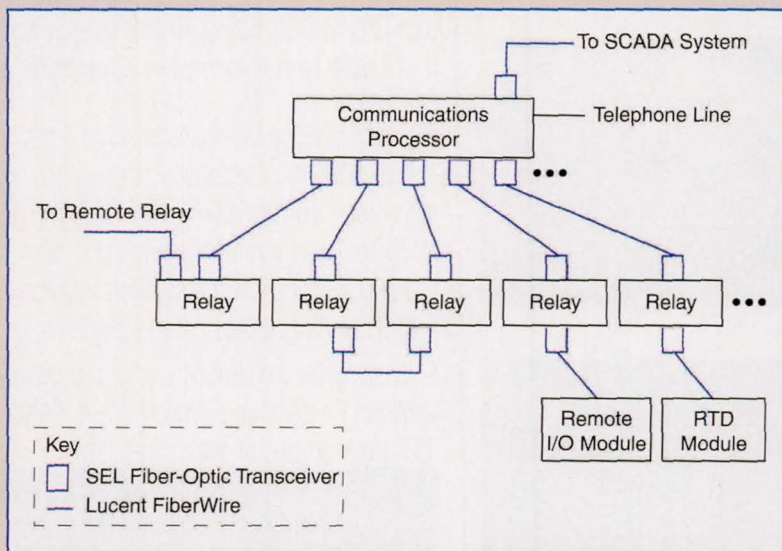 To SCADA System
Communications
Processor
Telephone Line
To Remote Relay
Relay
Relay
Relay
Relay
Relay
Remote
I/O Module
RTD
Module
Key
SEL Fiber-Optic Transceiver
Lucent FiberWire